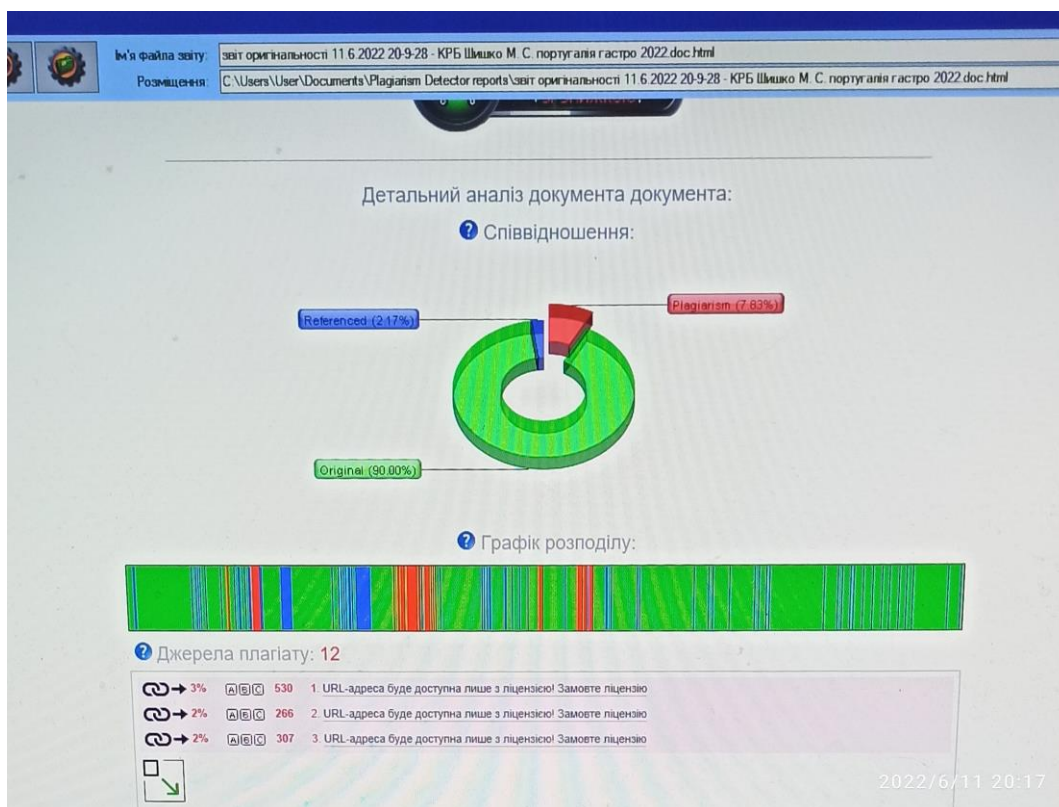 Ім'я файла звіту: звіт оригінальності 11.6.2022 20-9-28 - КРБ Шишко М. С. португалія гастро 2022.doc.html
Розміщення: C:\Users\User\Documents\Plagiarism Detector reports\звіт оригінальності 11.6.2022 20-9-28 - КРБ Шишко М. С. португалія гастро 2022.doc.html
Детальний аналіз документа документа:
? Співвідношення:
Referenced (2.17%)
Plagiarism (7.83%)
Original (90.00%)
? Графік розподілу:
? Джерела плагіату: 12
3% A B C 530 1. URL-адреса буде доступна лише з ліцензією! Замовте ліцензію
2% A B C 266 2. URL-адреса буде доступна лише з ліцензією! Замовте ліцензію
2% A B C 307 3. URL-адреса буде доступна лише з ліцензією! Замовте ліцензію
2022/6/11 20:17